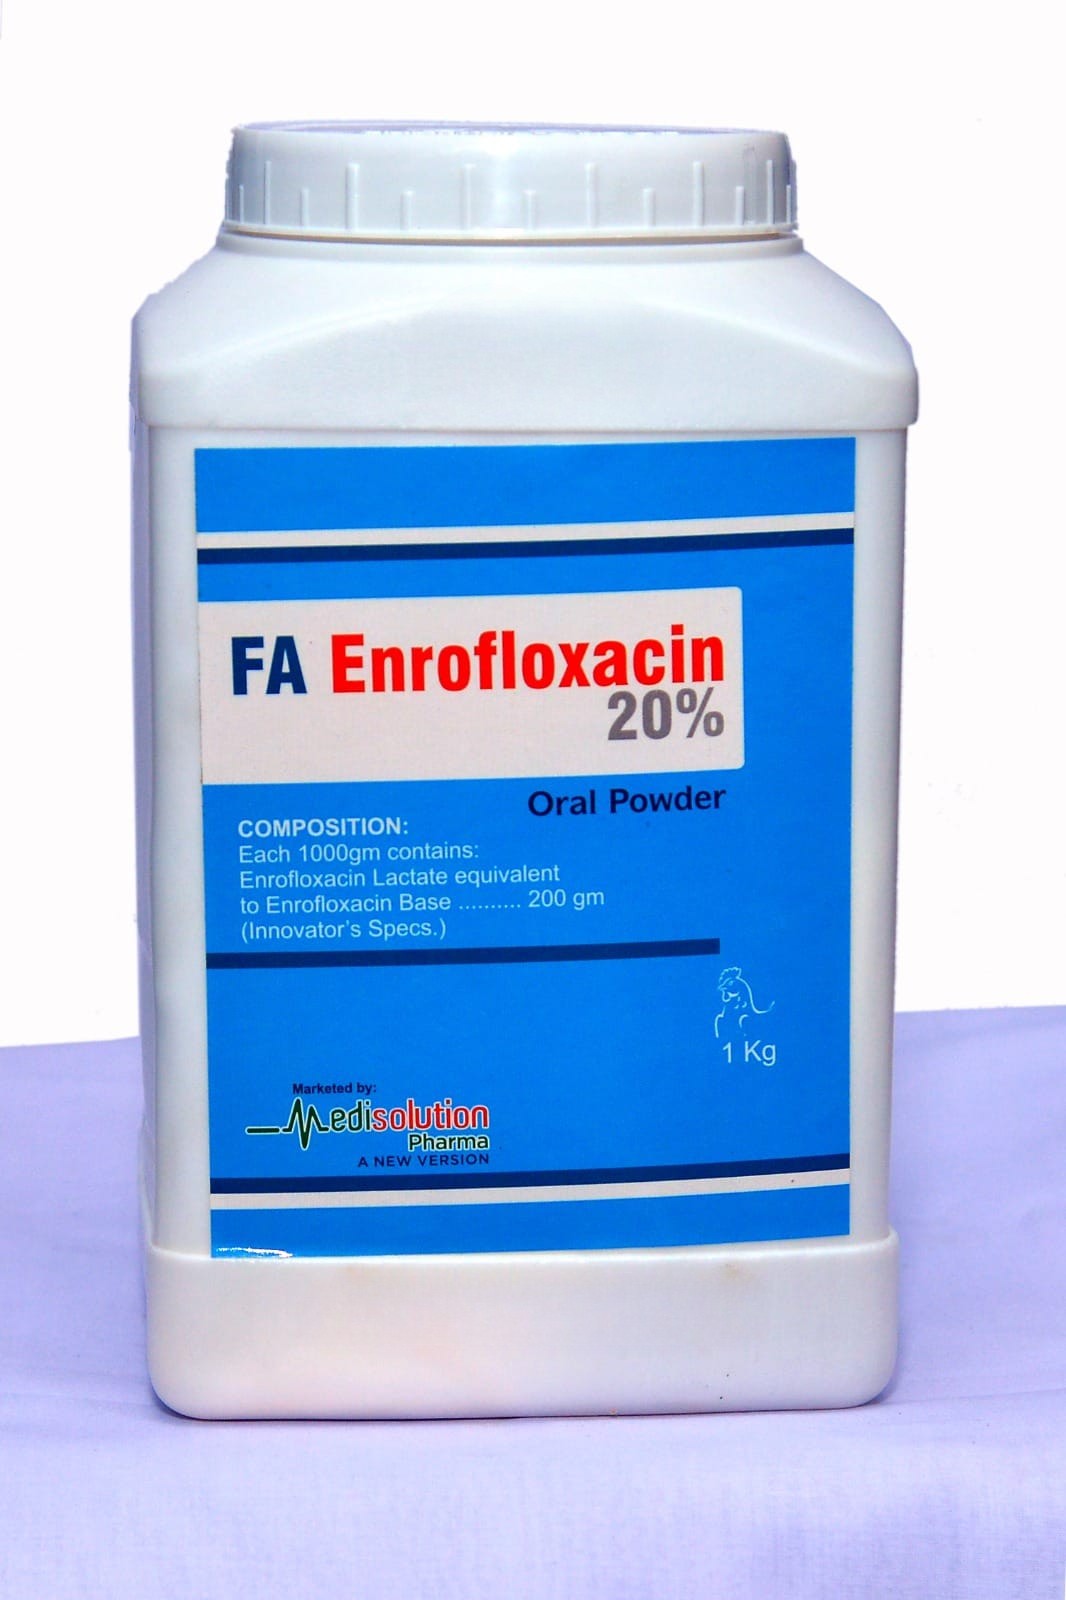 FA Enrofloxacin
20%
Oral Powder
COMPOSITION:
Each 1000gm contains:
Enrofloxacin Lactate equivalent
to Enrofloxacin Base .......... 200 gm
(Innovator's Specs.)
1 Kg
Marketed by:
Medisolution
Pharma
A NEW VERSION